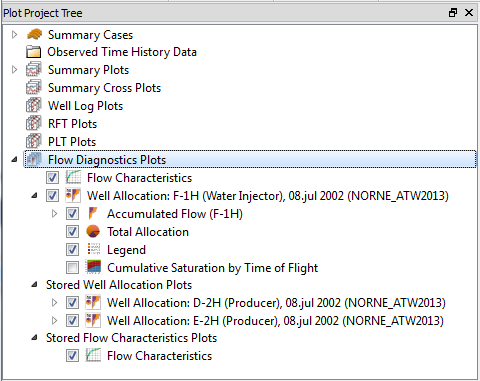 Plot Project Tree
Summary Cases
Observed Time History Data
Summary Plots
Summary Cross Plots
Well Log Plots
RFT Plots
PLT Plots
Flow Diagnostics Plots
Flow Characteristics
Well Allocation: F-1H (Water Injector), 08.jul 2002 (NORNE_ATW2013)
Accumulated Flow (F-1H)
Total Allocation
Legend
Cumulative Saturation by Time of Flight
Stored Well Allocation Plots
Well Allocation: D-2H (Producer), 08.jul 2002 (NORNE_ATW2013)
Well Allocation: E-2H (Producer), 08.jul 2002 (NORNE_ATW2013)
Stored Flow Characteristics Plots
Flow Characteristics